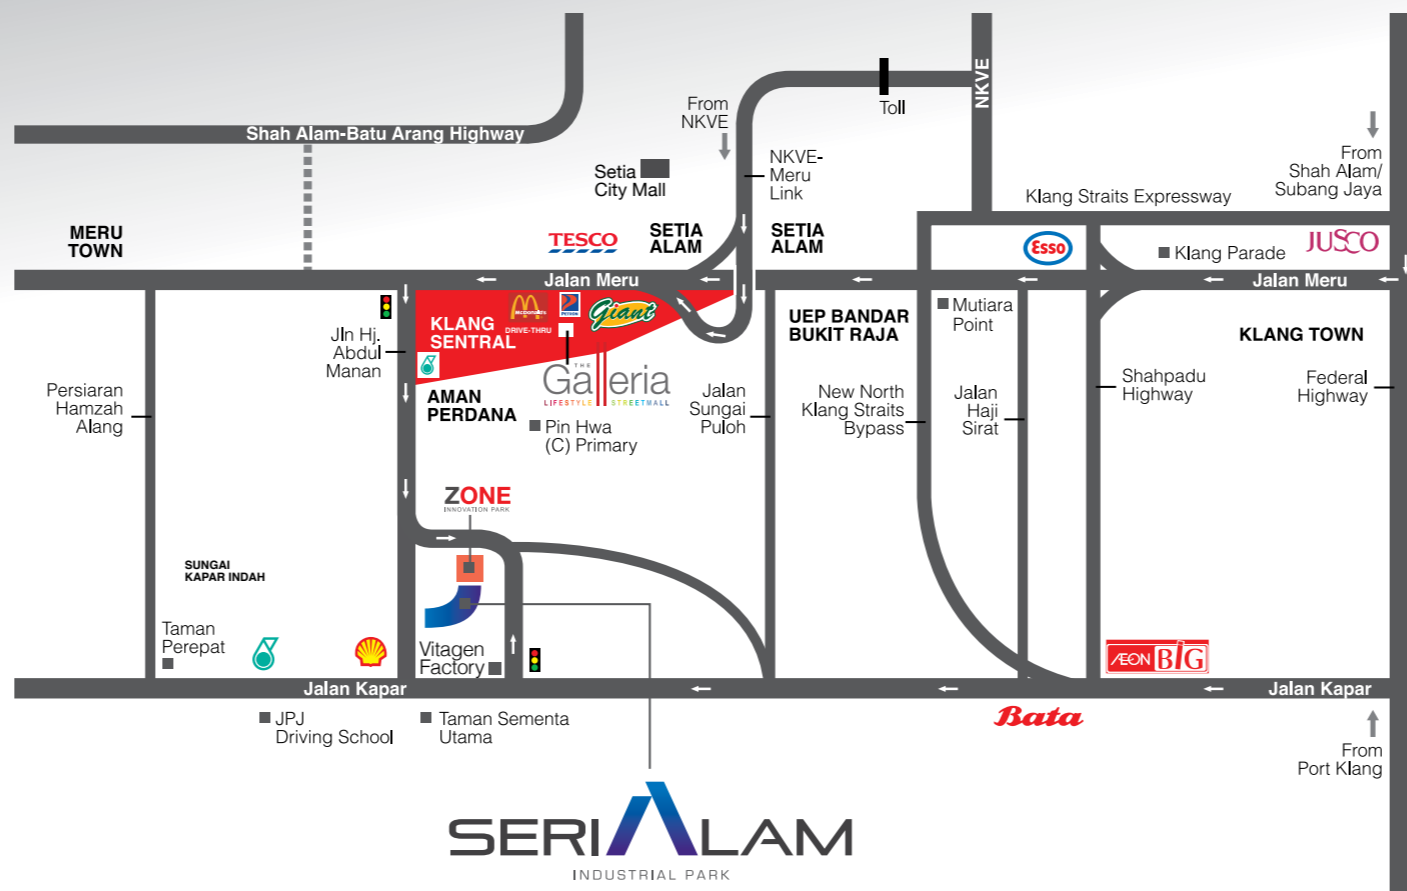 NKVE
From
NKVE
Toll
Shah Alam-Batu Arang Highway
Setia
City Mall
NKVE-
Meru
Link
From
Shah Alam/
Subang Jaya
Klang Straits Expressway
MERU
TOWN
TESCO
SETIA
ALAM
SETIA
ALAM
Esso
Klang Parade
JUSCO
Jalan Meru
Jalan Meru
KLANG
SENTRAL
McDonald's
DRIVE-THRU
PETRON
Giant
Mutiara
Point
UEP BANDAR
BUKIT RAJA
KLANG TOWN
Jln Hj.
Abdul
Manan
THE
Galleria
LIFESTYLE STREETMALL
AMAN
PERDANA
Pin Hwa
(C) Primary
Persiaran
Hamzah
Alang
Jalan
Sungai
Puloh
New North
Klang Straits
Bypass
Jalan
Haji
Sirat
Shahpadu
Highway
Federal
Highway
ZONE
INNOVATION PARK
SUNGAI
KAPAR INDAH
Taman
Perepat
Vitagen
Factory
ÆON BIG
Jalan Kapar
Jalan Kapar
JPJ
Driving School
Taman Sementa
Utama
Bata
From
Port Klang
SERI ALAM
INDUSTRIAL PARK